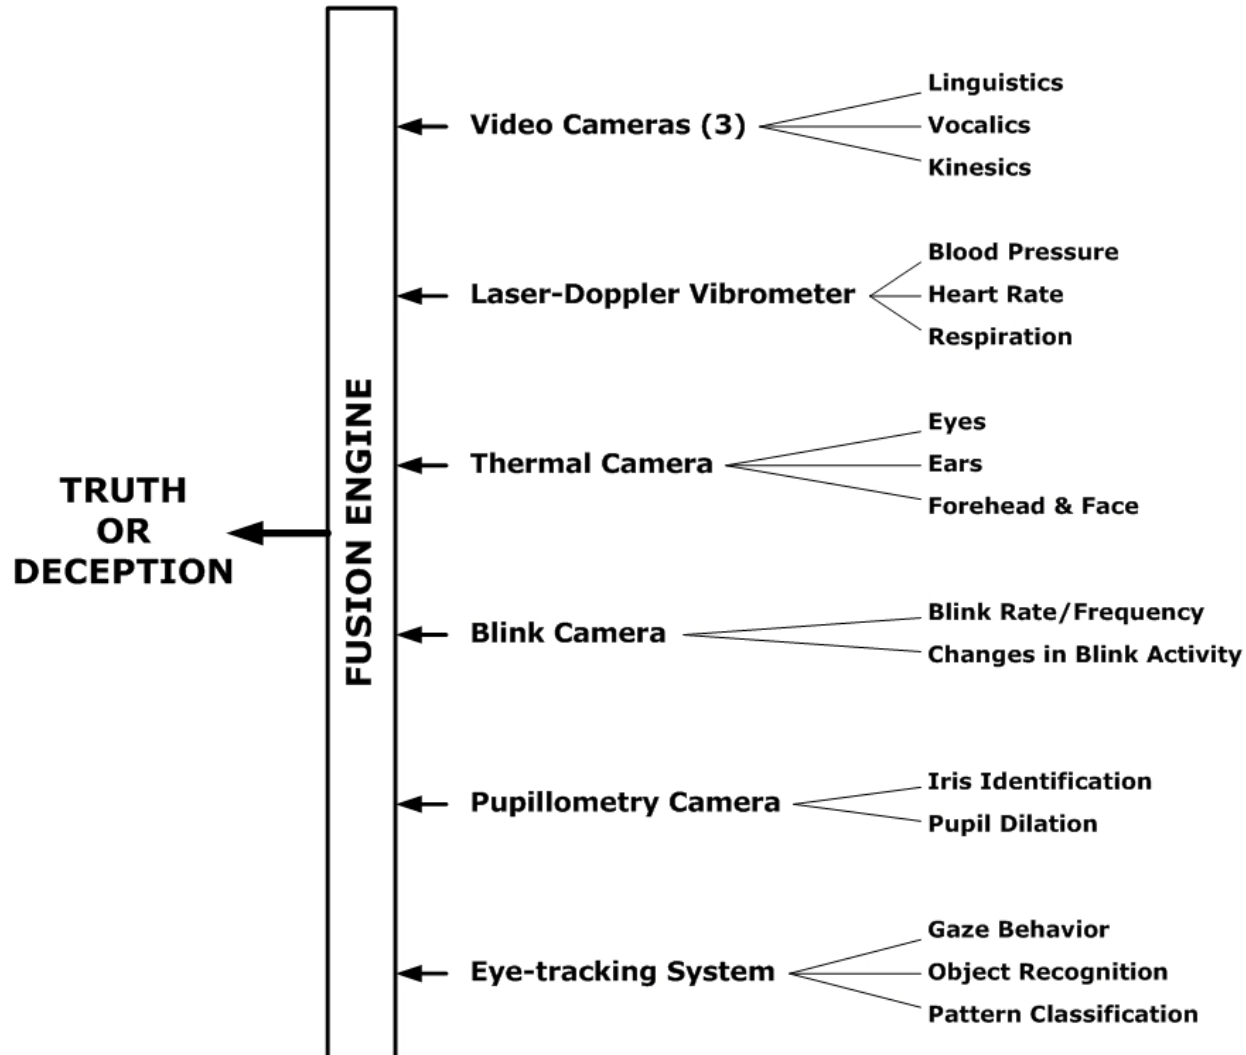 TRUTH
OR
DECEPTION
FUSION ENGINE
Video Cameras (3)
Linguistics
Vocalics
Kinesics
Laser-Doppler Vibrometer
Blood Pressure
Heart Rate
Respiration
Thermal Camera
Eyes
Ears
Forehead & Face
Blink Camera
Blink Rate/Frequency
Changes in Blink Activity
Pupillometry Camera
Iris Identification
Pupil Dilation
Eye-tracking System
Gaze Behavior
Object Recognition
Pattern Classification